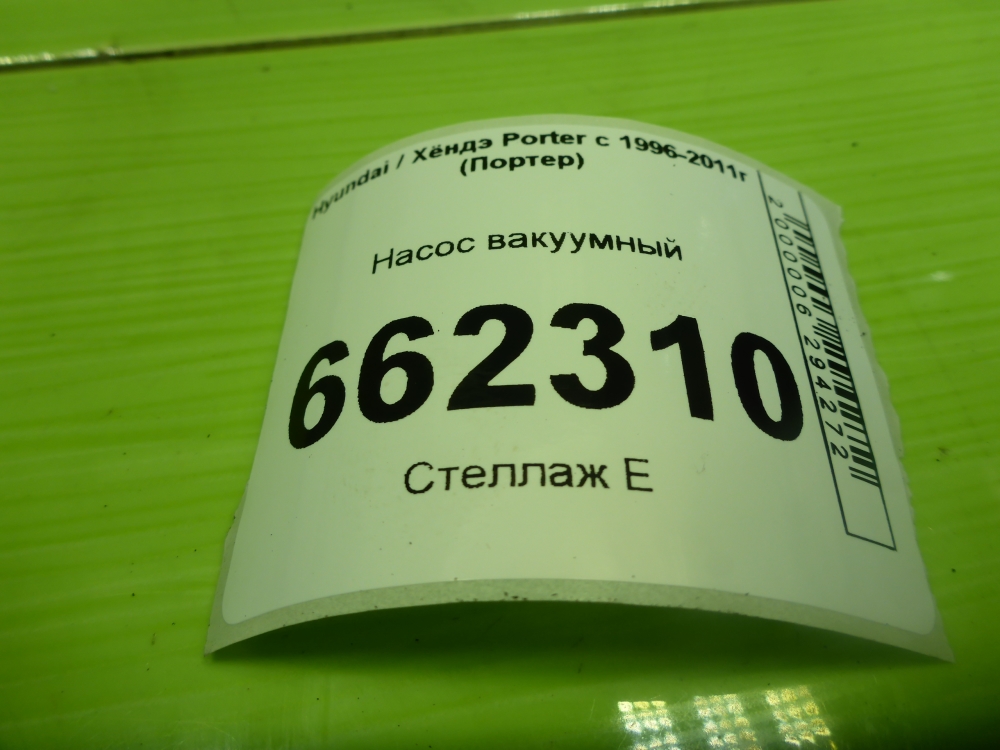 Hyundai / Хёндэ Porter с 1996-2011г
(Портер)
Насос вакуумный
662310
Стеллаж Е
2000006294272